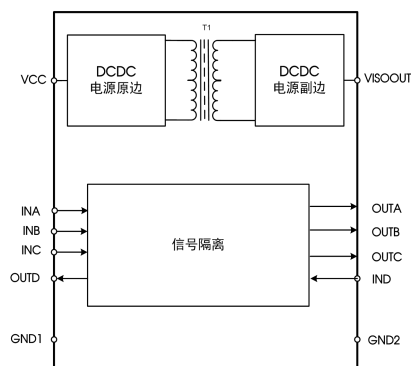 T1
DCDC
电源原边
DCDC
电源副边
VCC
VISOOUT
INA
INB
INC
OUTD
信号隔离
OUTA
OUTB
OUTC
IND
GND1
GND2